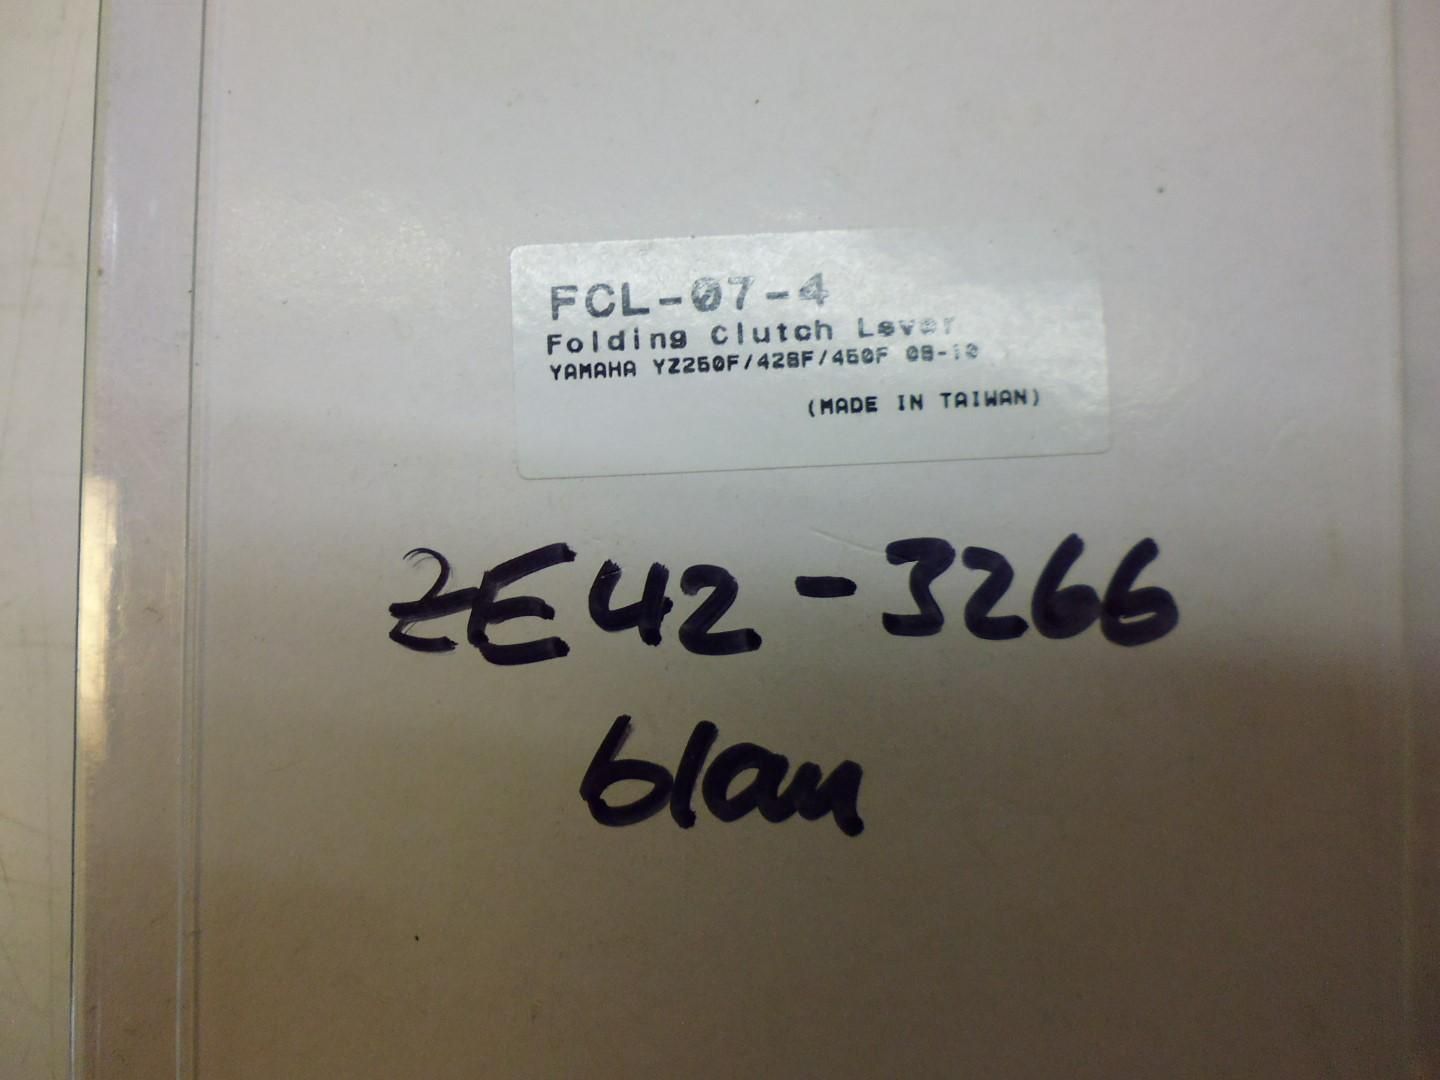 FCL-07-4
Folding Clutch Lever
YAMAHA YZ250F/426F/450F 08-10
(MADE IN TAIWAN)
ZE42-3266
blau